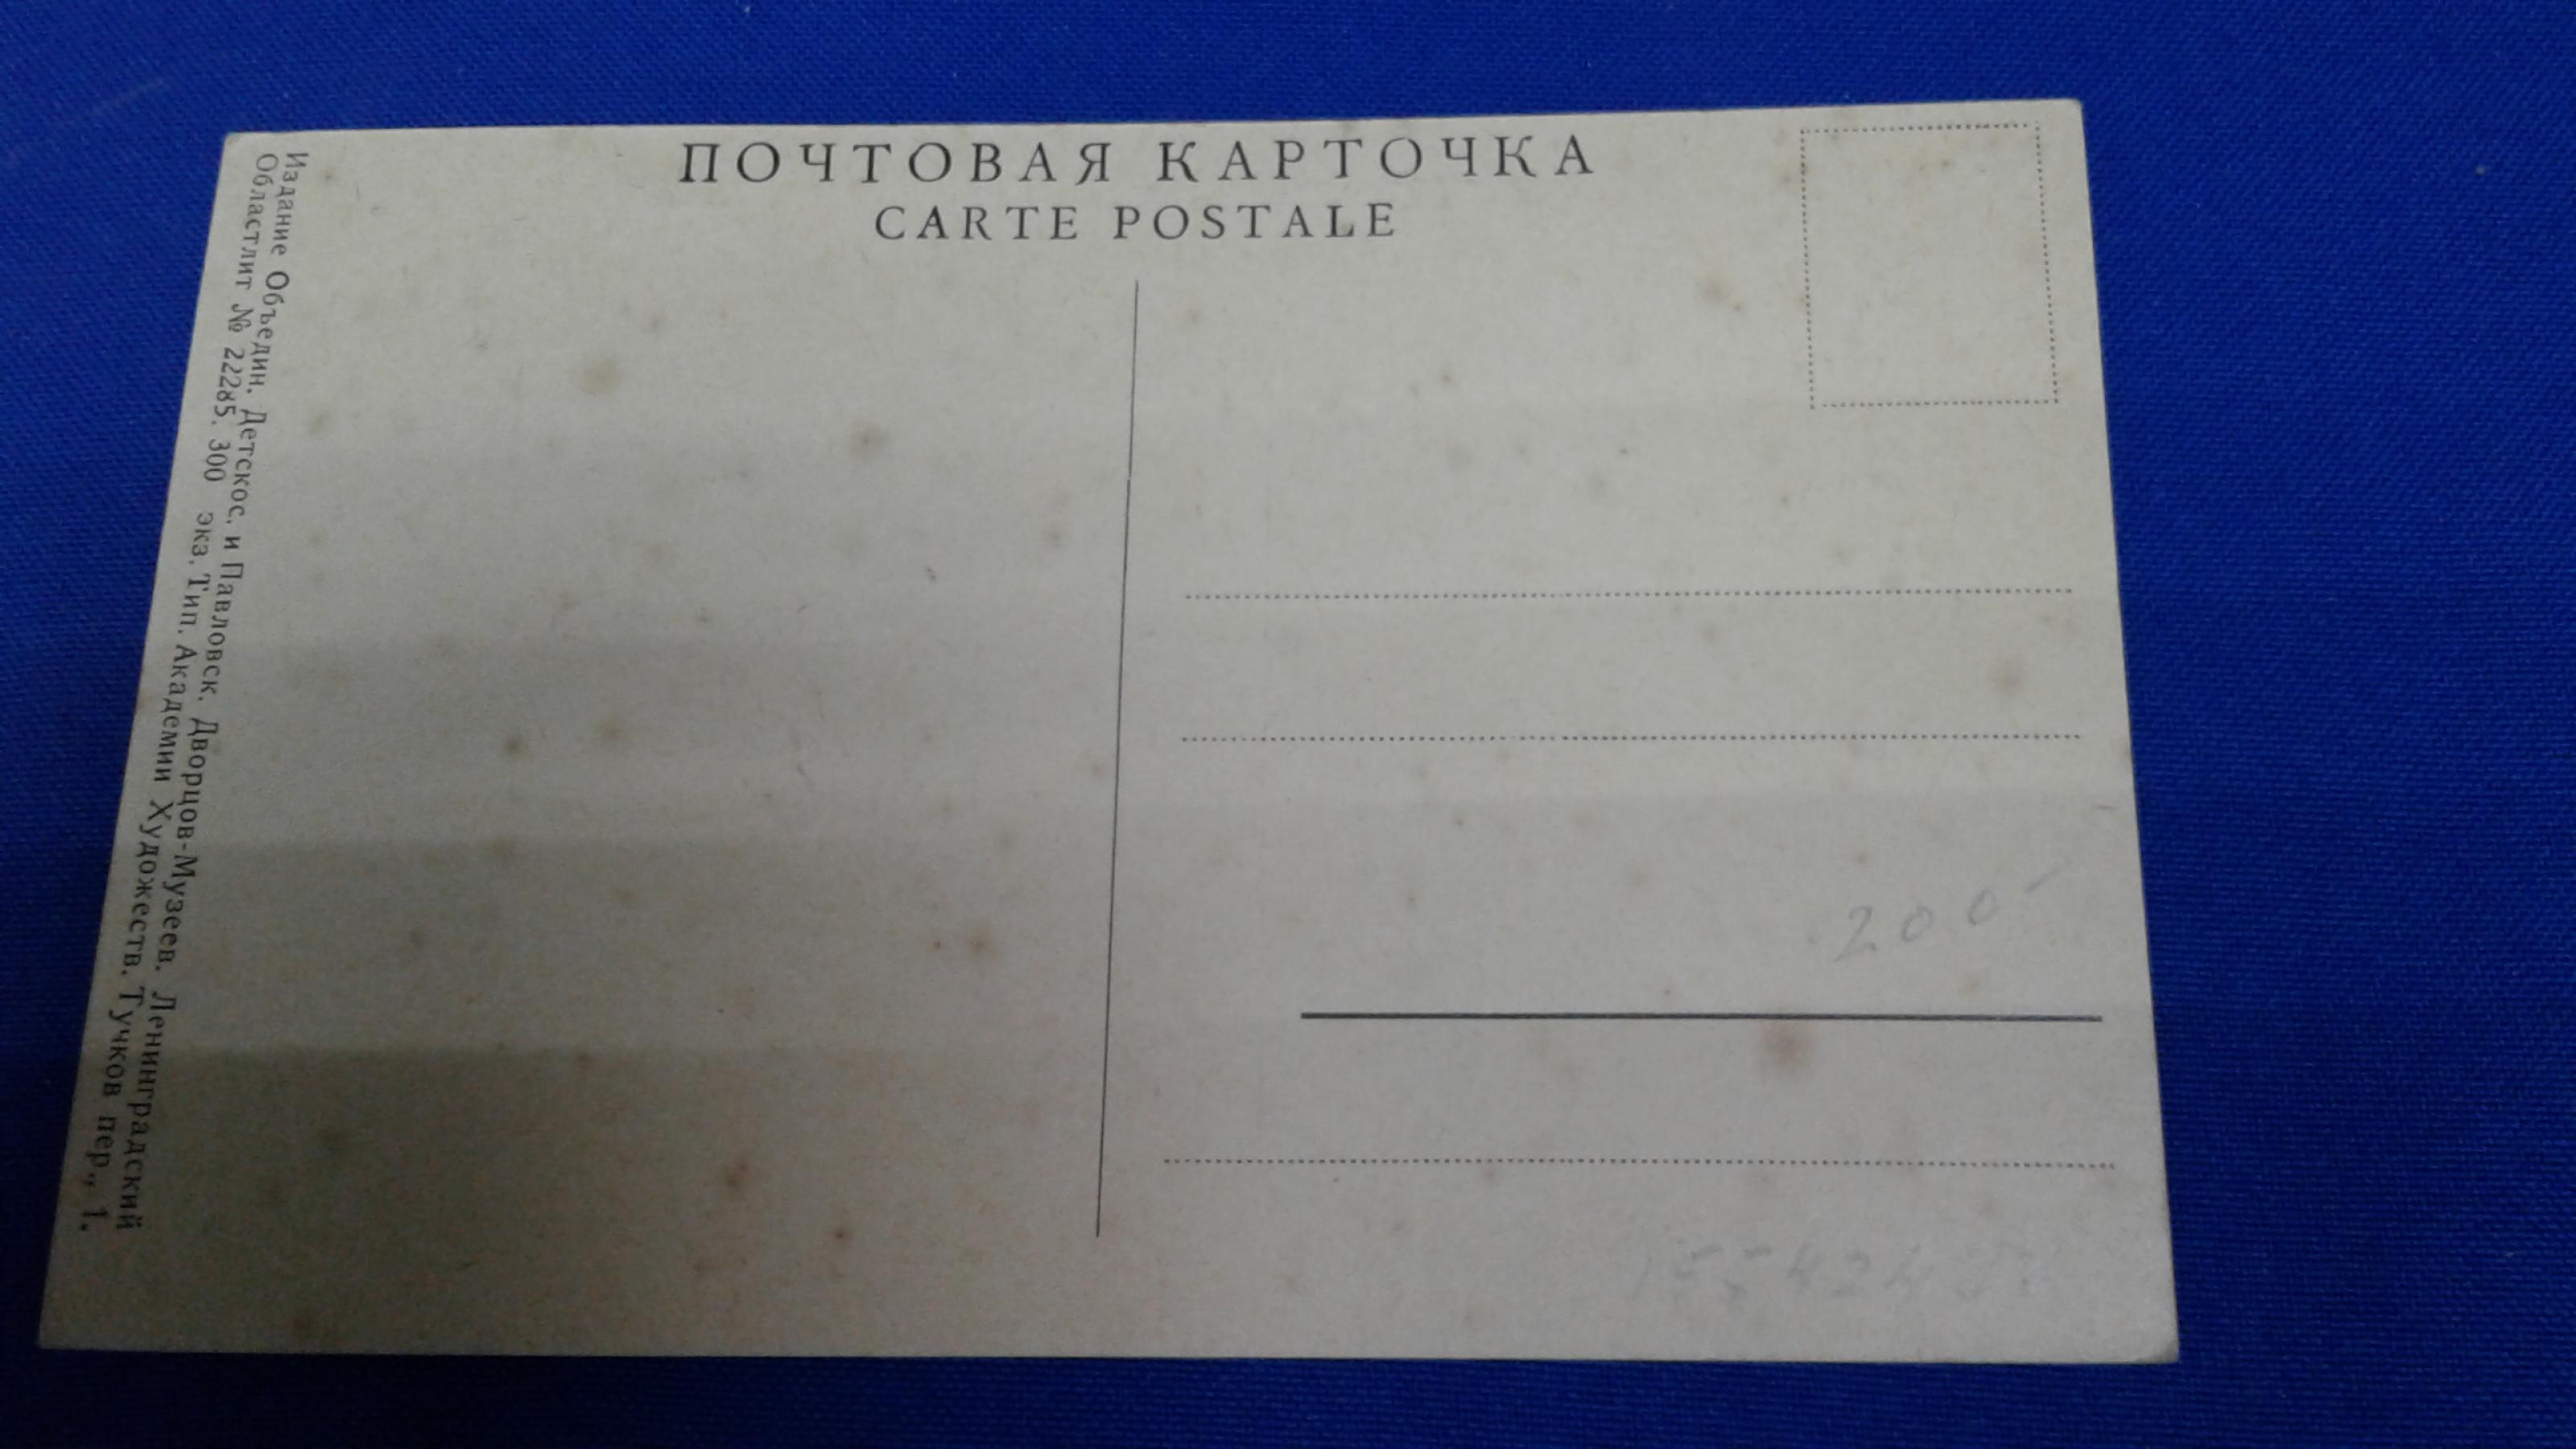 ПОЧТОВАЯ КАРТОЧКА
CARTE POSTALE
Издание Объедин. Детскос. и Павловск. Дворцов-Музеев. Ленинградский
Областлит № 22285. 300 экз. Тип. Академии Художеств. Тучков пер., 1.
200-